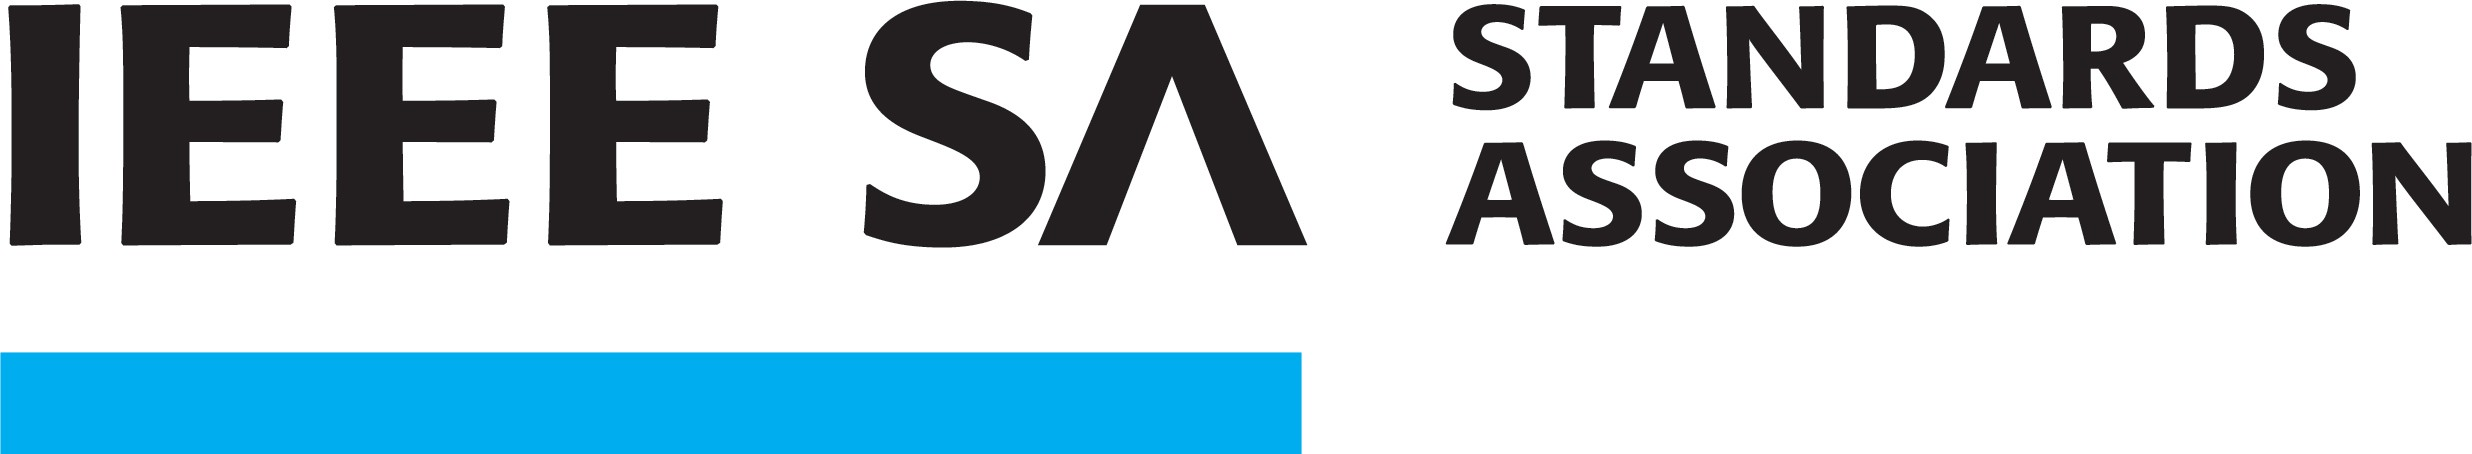 IEEE SA
STANDARDS
ASSOCIATION